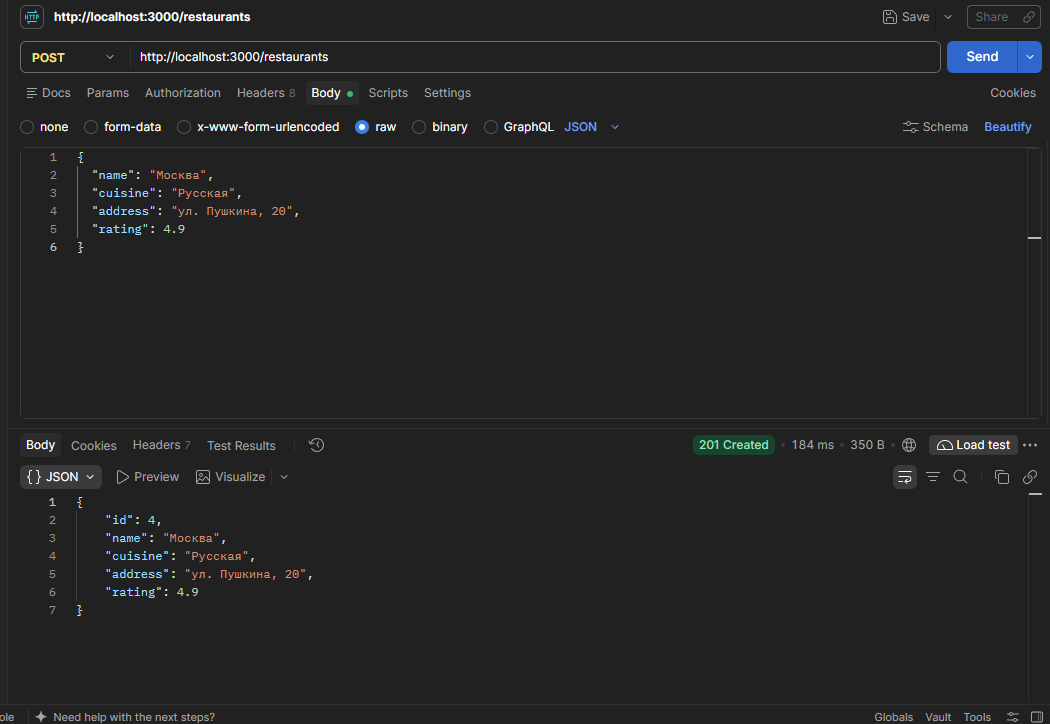 HTTP http://localhost:3000/restaurants Save Share
POST http://localhost:3000/restaurants Send
Docs Params Authorization Headers 8 Body Scripts Settings Cookies
none form-data x-www-form-urlencoded raw binary GraphQL JSON Schema Beautify
1 {
2 "name": "Москва",
3 "cuisine": "Русская",
4 "address": "ул. Пушкина, 20",
5 "rating": 4.9
6 }
Body Cookies Headers 7 Test Results 201 Created • 184 ms • 350 B • Load test
{} JSON Preview Visualize
1 {
2 "id": 4,
3 "name": "Москва",
4 "cuisine": "Русская",
5 "address": "ул. Пушкина, 20",
6 "rating": 4.9
7 }
ole Need help with the next steps? Globals Vault Tools